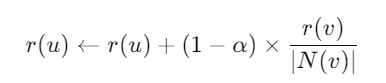 r(u) ← r(u) + (1 − α) × r(v)/|N(v)|